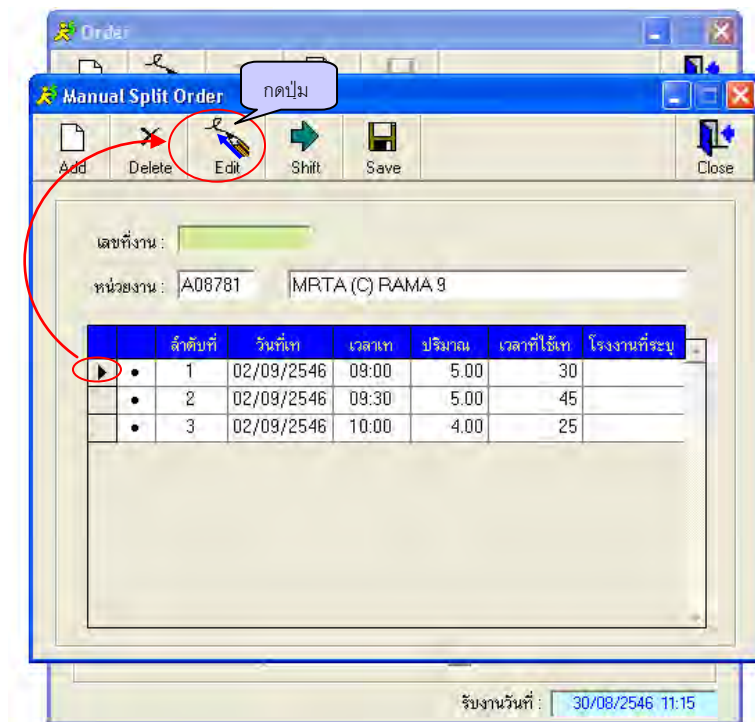 Order
Manual Split Order
กดปุ่ม
Add Delete Edit Shift Save Close
เลขที่งาน :
หน่วยงาน : A08781 MRTA (C) RAMA 9
ลำดับที่ วันที่เท เวลาเท ปริมาณ เวลาที่ใช้เท โรงงานที่ระบุ
1 02/09/2546 09:00 5.00 30
2 02/09/2546 09:30 5.00 45
3 02/09/2546 10:00 4.00 25
รับงานวันที่ : 30/08/2546 11:15